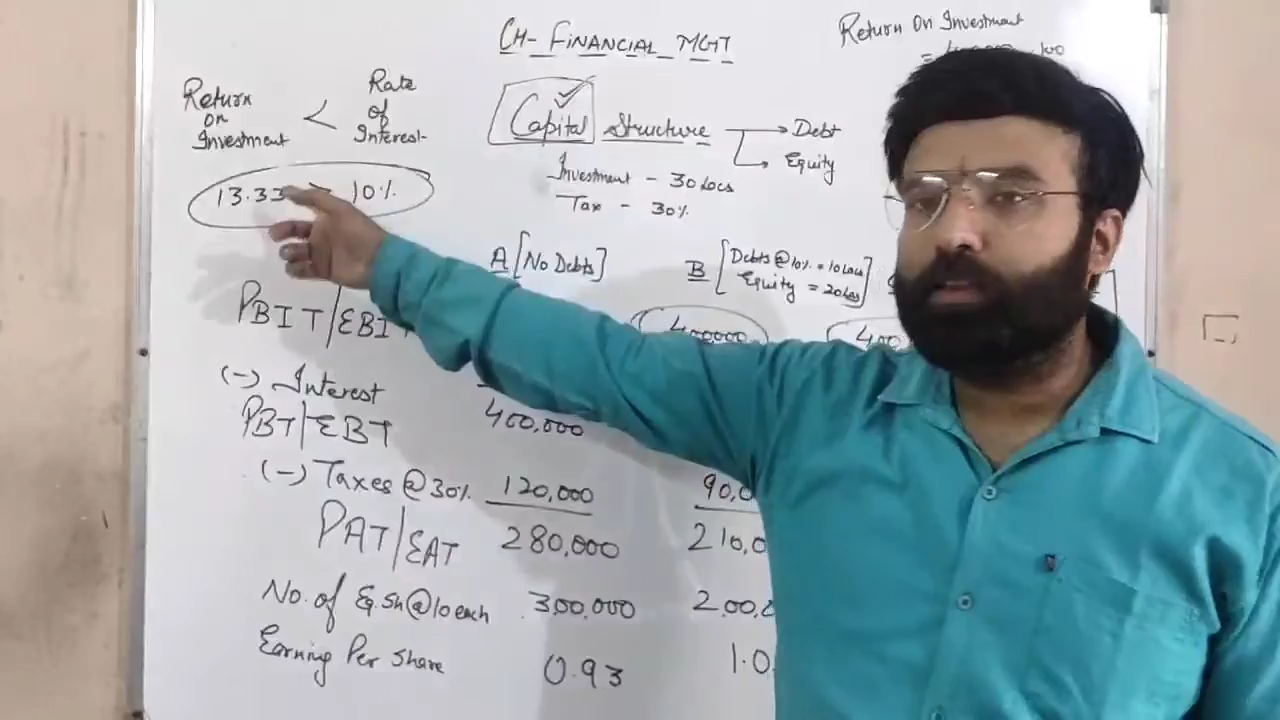 CH- FINANCIAL MGT
Return On Investment
Return On Investment < Rate of Interest
13.33 > 10%
Capital Structure → Debt
→ Equity
Investment - 30 Lacs
Tax - 30%
A [No Debts]
B [Debts @10% = 10 Lacs
Equity = 20 Lacs]
PBIT/EBIT 400000
(-) Interest
PBT/EBT 400,000
(-) Taxes @ 30% 120,000
PAT/EAT 280,000
No. of Eq. Sh @ 10 each 300,000
Earning Per Share 0.93